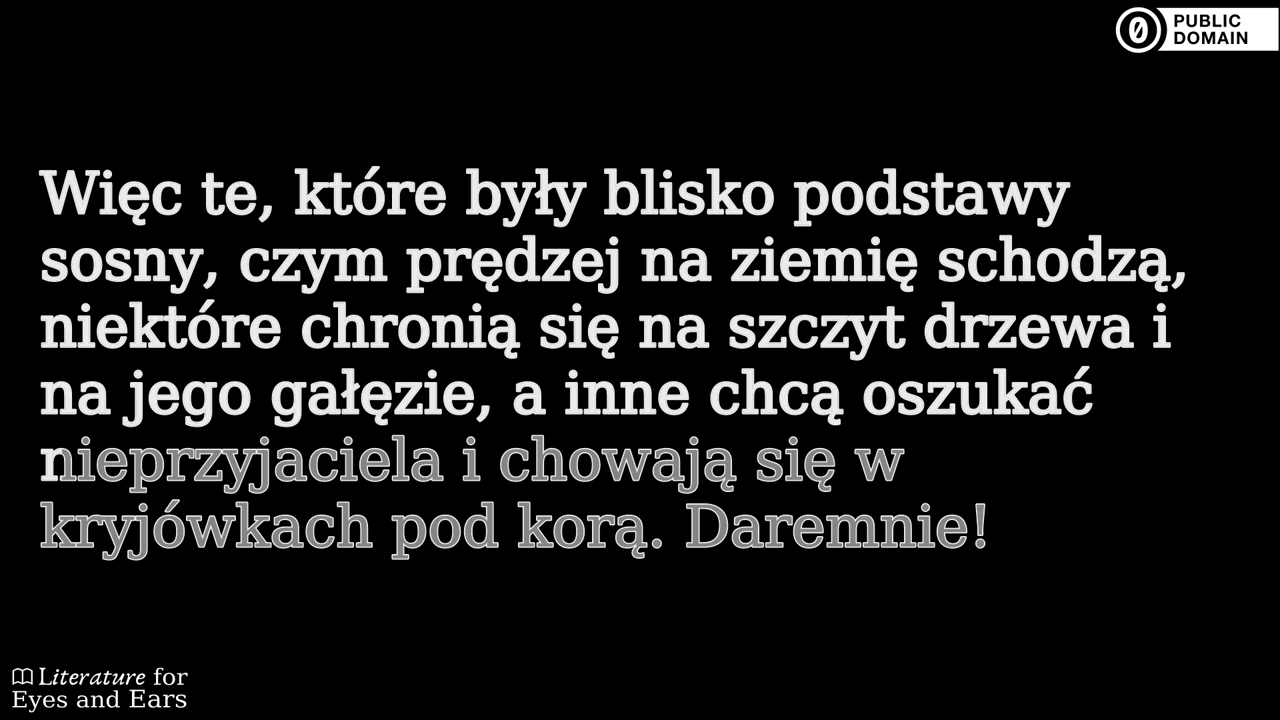 PUBLIC
DOMAIN
Więc te, które były blisko podstawy
sosny, czym prędzej na ziemię schodzą,
niektóre chronią się na szczyt drzewa i
na jego gałęzie, a inne chcą oszukać
nieprzyjaciela i chowają się w
kryjówkach pod korą. Daremnie!
Literature for
Eyes and Ears